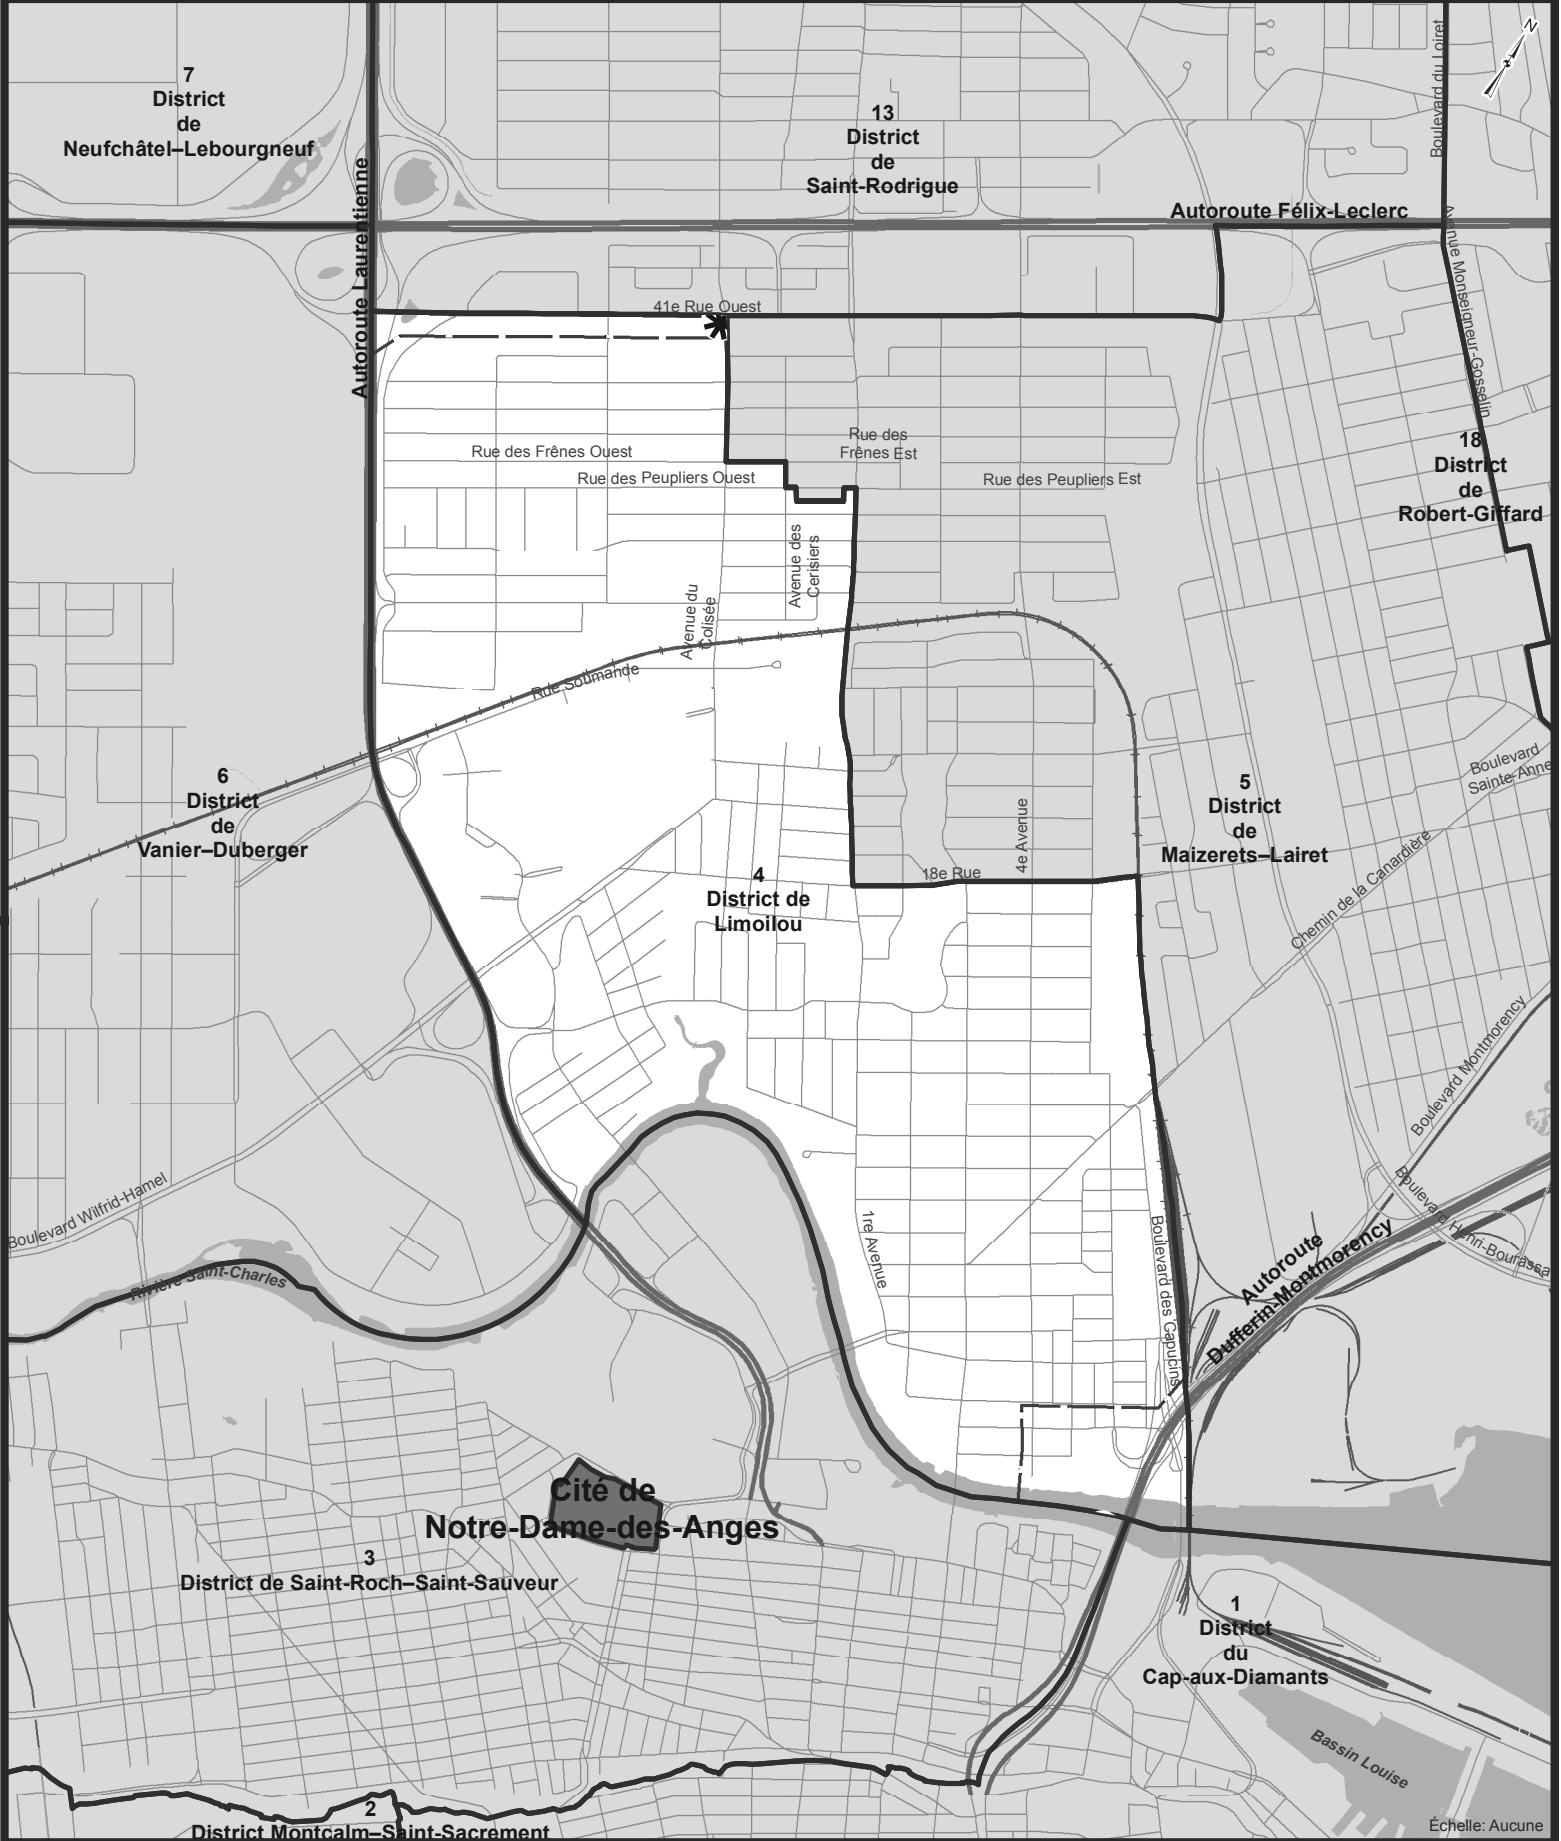 7
District
de
Neufchâtel–Lebourgneuf
13
District
de
Saint-Rodrigue
Boulevard du Loiret
N
Autoroute Laurentienne
Autoroute Félix-Leclerc
Avenue Monseigneur-Gosselin
41e Rue Ouest
Rue des Frênes Ouest
Rue des
Frênes Est
Rue des Peupliers Ouest
Rue des Peupliers Est
18
District
de
Robert-Giffard
Avenue des
Cerisiers
Avenue du
Colisée
Rue Soumande
6
District
de
Vanier–Duberger
5
District
de
Maizerets–Lairet
Boulevard
Sainte-Anne
4e Avenue
18e Rue
4
District de
Limoilou
Chemin de la Canardière
Boulevard Montmorency
Boulevard Wilfrid-Hamel
Rivière Saint-Charles
1re Avenue
Boulevard des Capucins
Autoroute
Dufferin-Montmorency
Boulevard Henri-Bourassa
Cité de
Notre-Dame-des-Anges
3
District de Saint-Roch–Saint-Sauveur
1
District
du
Cap-aux-Diamants
Bassin Louise
2
District Montcalm–Saint-Sacrement
Échelle: Aucune